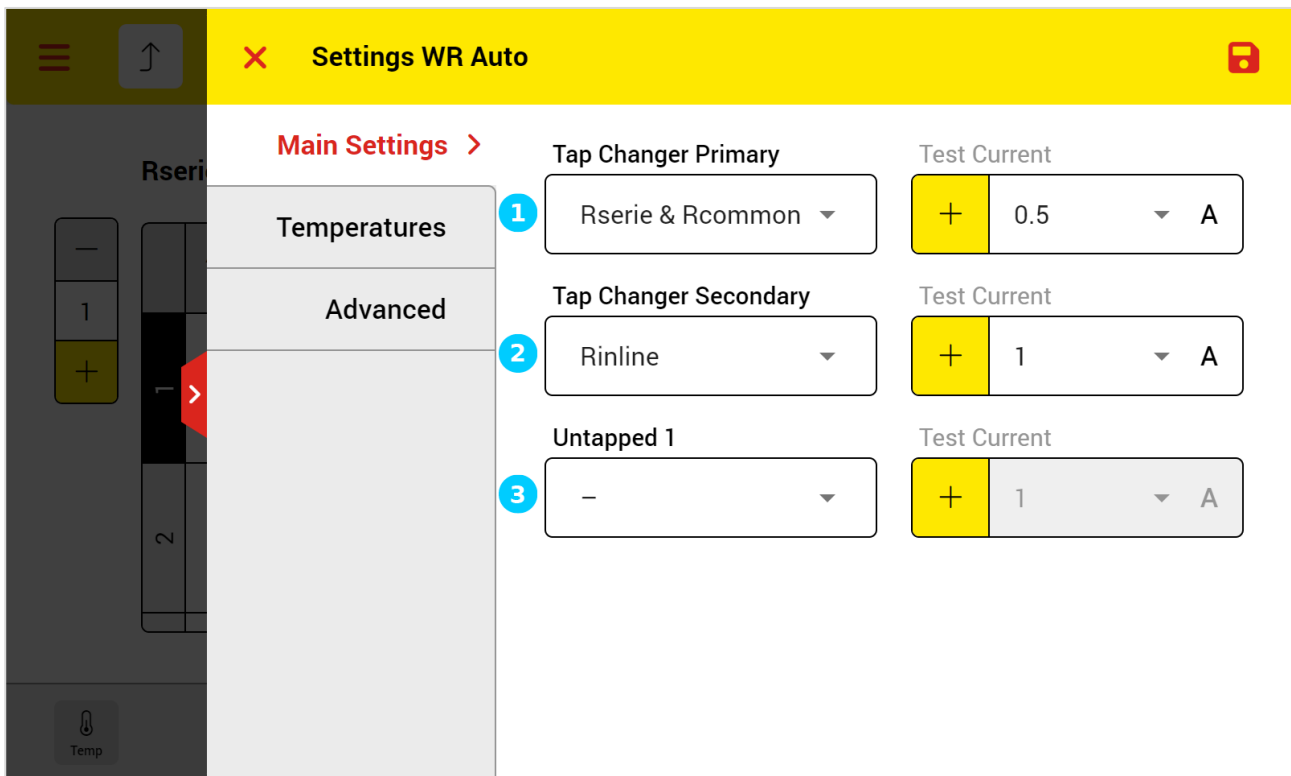 Settings WR Auto
Main Settings
Temperatures
Advanced
Tap Changer Primary
Test Current
1
Rserie & Rcommon
+
0.5
A
Tap Changer Secondary
Test Current
2
Rinline
+
1
A
Untapped 1
Test Current
3
–
+
1
A
Rseri
—
1
+
1
2
Temp